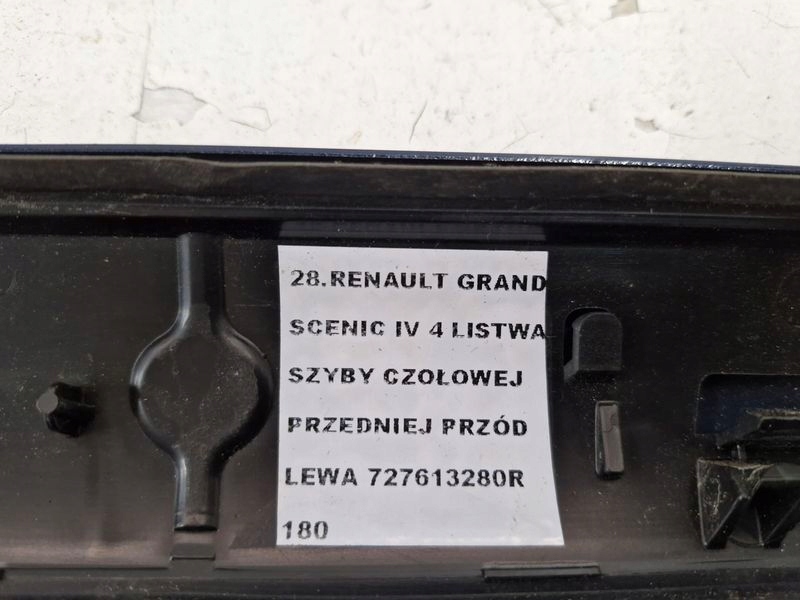 28.RENAULT GRAND
SCENIC IV 4 LISTWA
SZYBY CZOŁOWEJ
PRZEDNIEJ PRZÓD
LEWA 727613280R
180